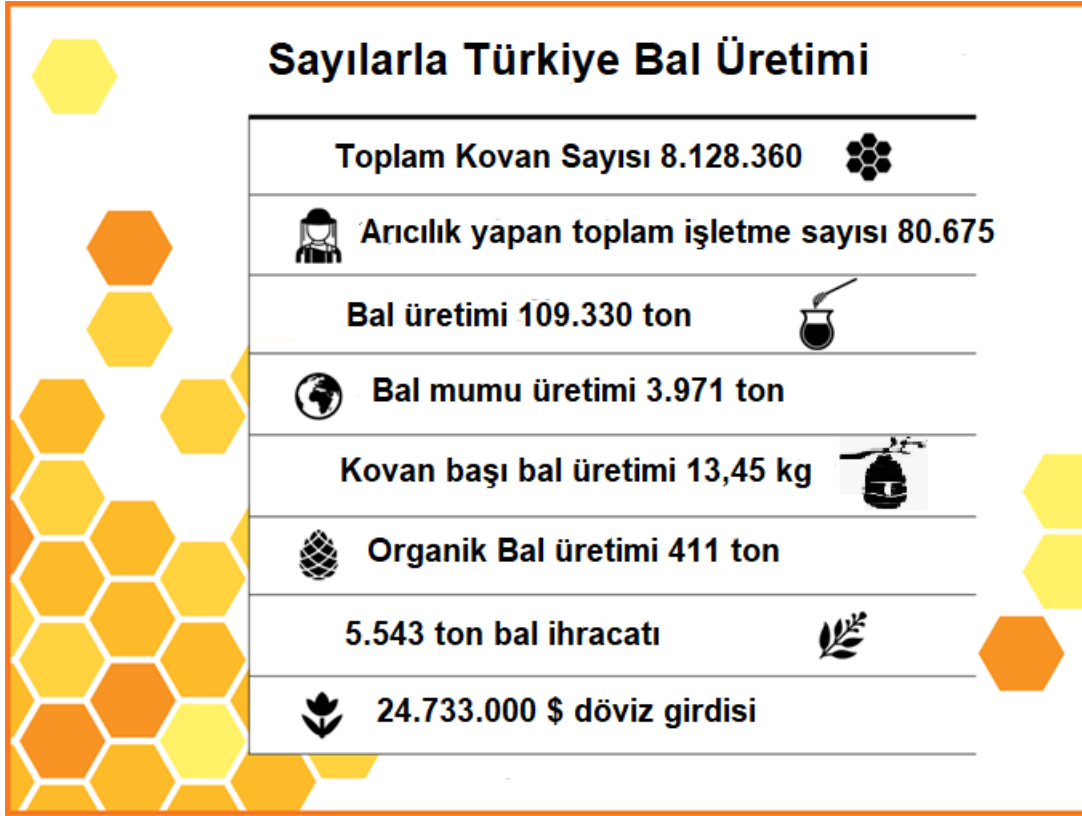 Sayılarla Türkiye Bal Üretimi
Toplam Kovan Sayısı 8.128.360
Arıcılık yapan toplam işletme sayısı 80.675
Bal üretimi 109.330 ton
Bal mumu üretimi 3.971 ton
Kovan başı bal üretimi 13,45 kg
Organik Bal üretimi 411 ton
5.543 ton bal ihracatı
24.733.000 $ döviz girdisi